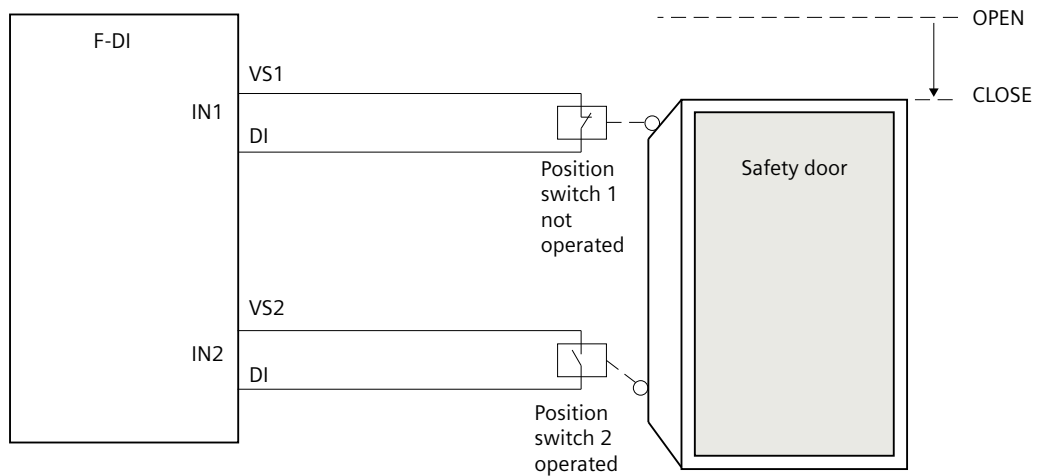 OPEN
F-DI
VS1
CLOSE
IN1
DI
Position
switch 1
not
operated
Safety door
VS2
IN2
DI
Position
switch 2
operated